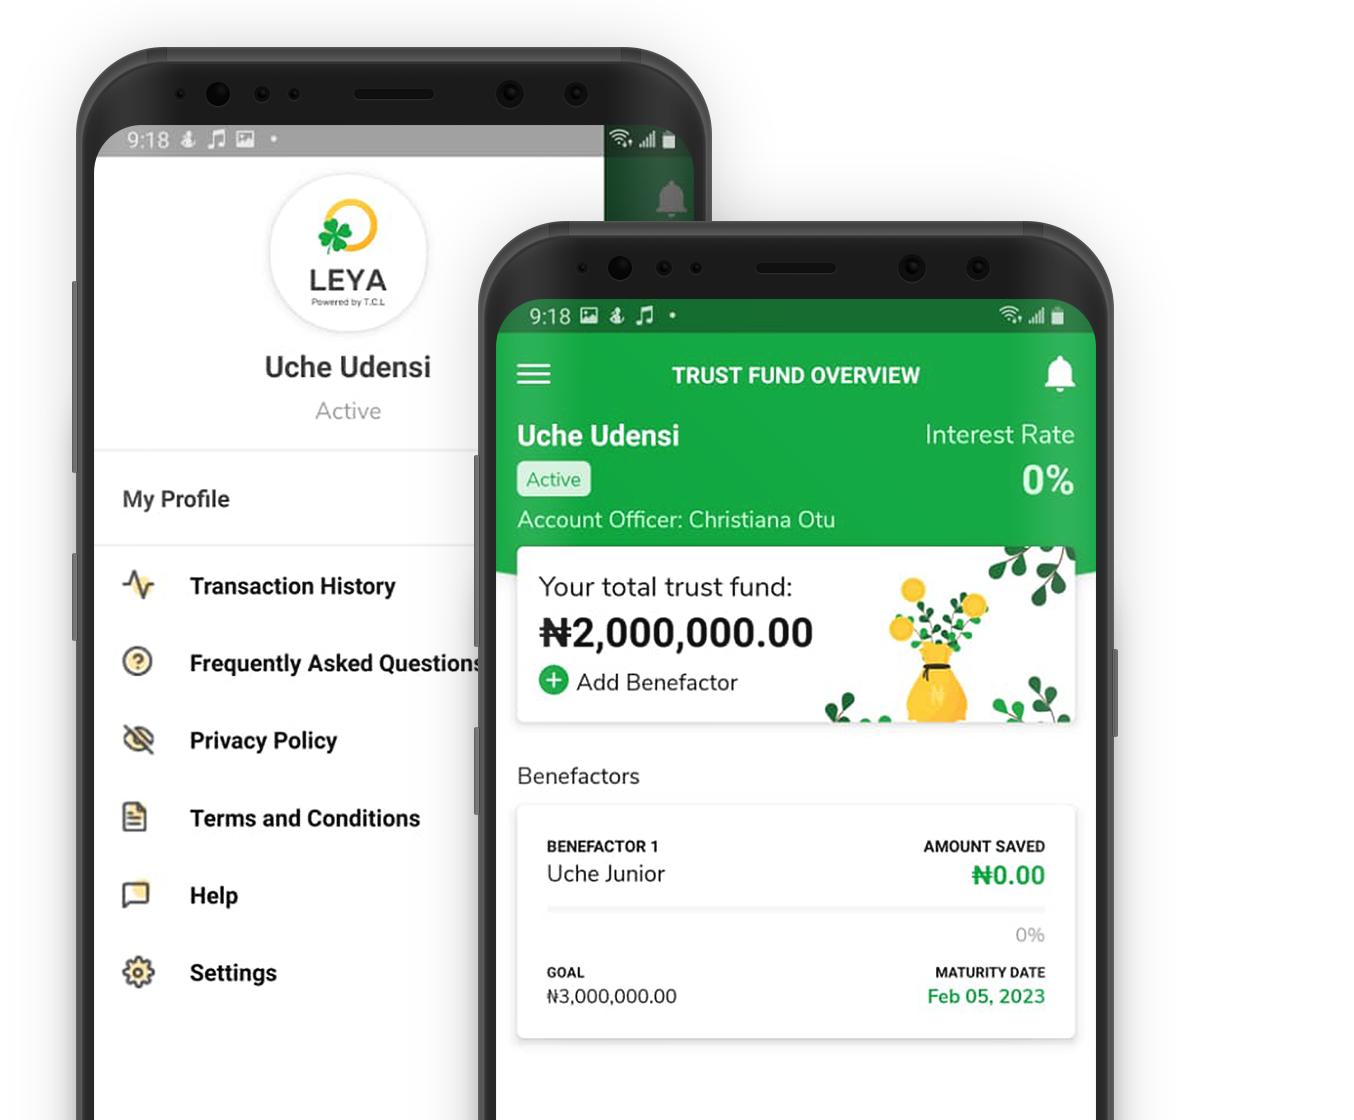 9:18
LEYA
Powered by T.C.L
Uche Udensi
Active
My Profile
Transaction History
Frequently Asked Questions
Privacy Policy
Terms and Conditions
Help
Settings
9:18
TRUST FUND OVERVIEW
Uche Udensi
Interest Rate
Active
0%
Account Officer: Christiana Otu
Your total trust fund:
₦2,000,000.00
Add Benefactor
₦
Benefactors
BENEFACTOR 1
AMOUNT SAVED
Uche Junior
₦0.00
0%
GOAL
MATURITY DATE
₦3,000,000.00
Feb 05, 2023